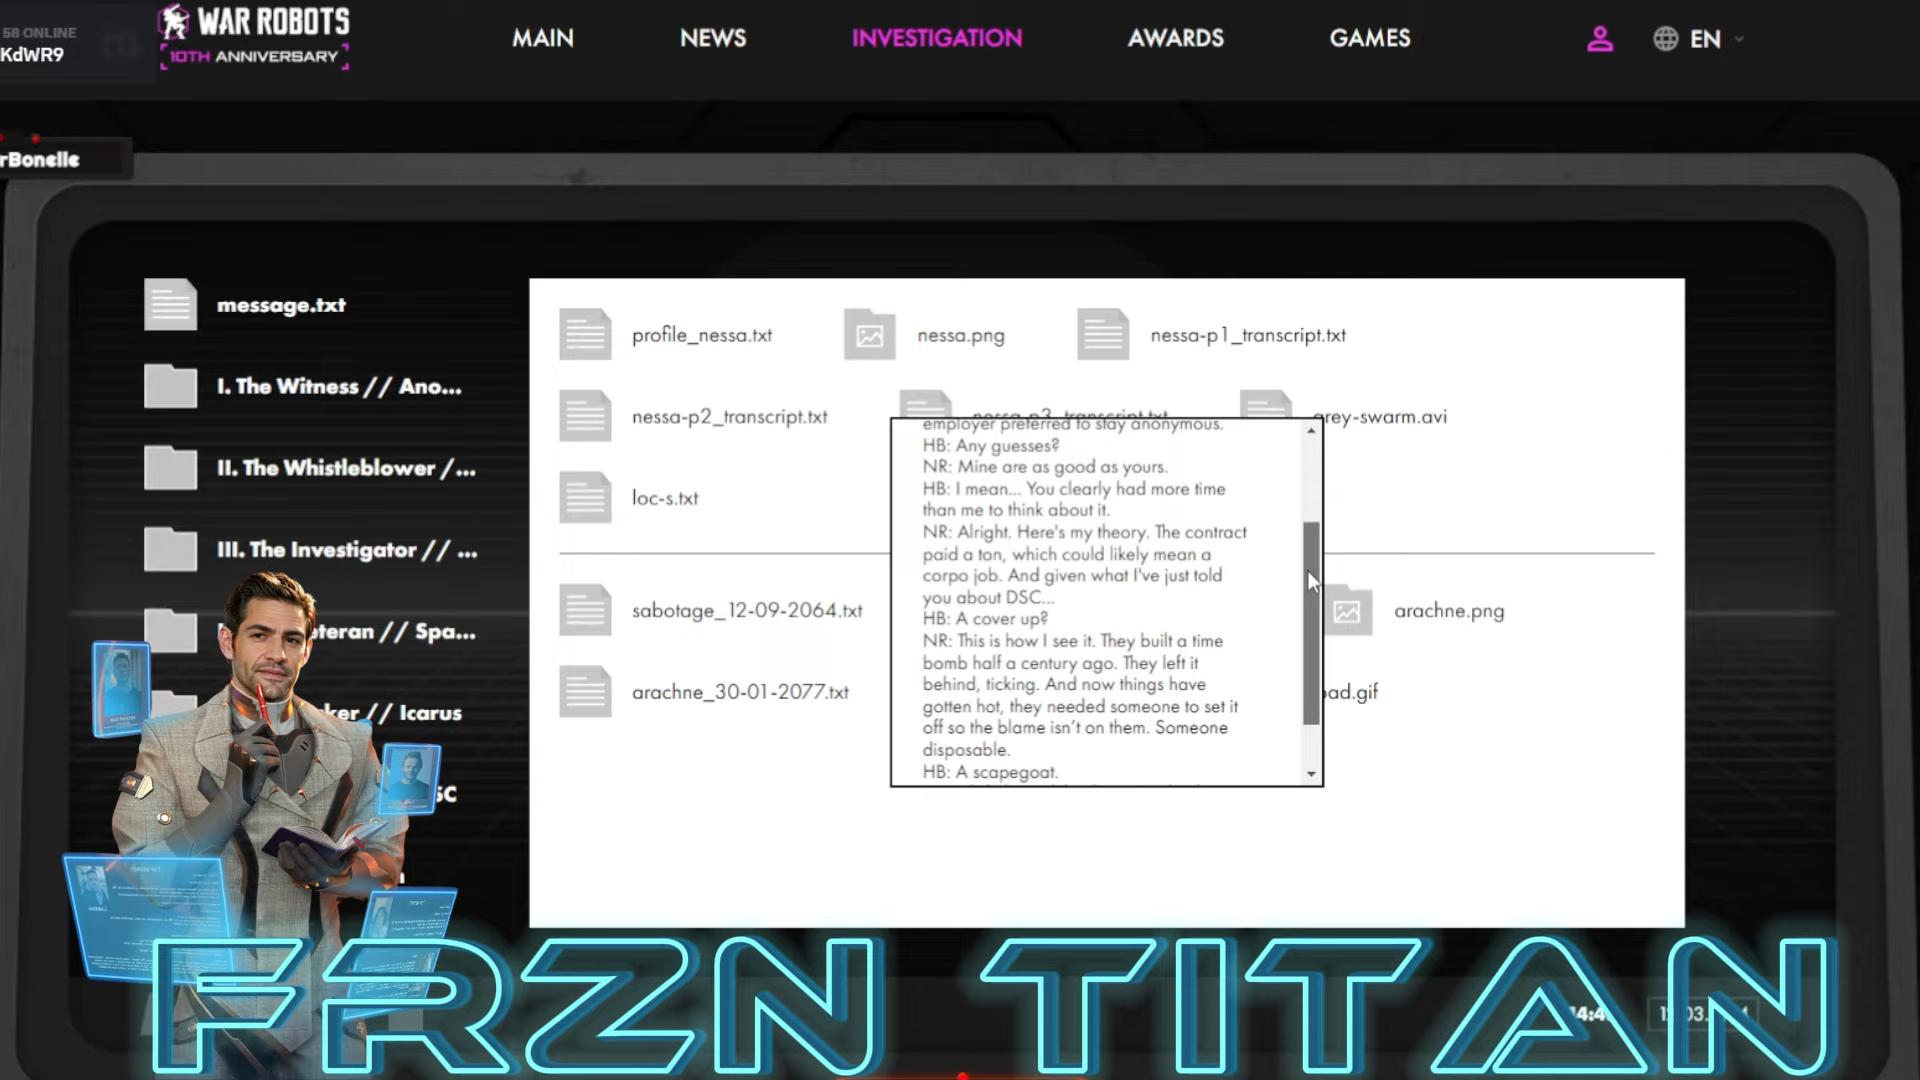 58 ONLINE
KdWR9
WAR ROBOTS
10TH ANNIVERSARY
MAIN
NEWS
INVESTIGATION
AWARDS
GAMES
EN
rBonelle
message.txt
I. The Witness // Ano...
II. The Whistleblower /...
III. The Investigator // ...
eteran // Spa...
ker // Icarus
SC
profile_nessa.txt
nessa.png
nessa-p1_transcript.txt
nessa-p2_transcript.txt
nessa-p3_transcript.txt
grey-swarm.avi
loc-s.txt
sabotage_12-09-2064.txt
arachne.png
arachne_30-01-2077.txt
pad.gif
employer preferred to stay anonymous.
HB: Any guesses?
NR: Mine are as good as yours.
HB: I mean... You clearly had more time
than me to think about it.
NR: Alright. Here's my theory. The contract
paid a ton, which could likely mean a
corpo job. And given what I've just told
you about DSC...
HB: A cover up?
NR: This is how I see it. They built a time
bomb half a century ago. They left it
behind, ticking. And now things have
gotten hot, they needed someone to set it
off so the blame isn’t on them. Someone
disposable.
HB: A scapegoat.
FRZN TITAN